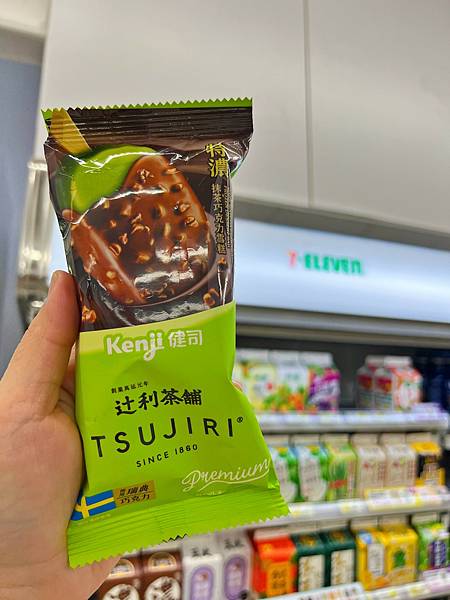 特濃
抹茶巧克力雪糕
Kenji 健司
創業萬延元年
辻利茶舗
TSUJIRI®
SINCE 1860
Premium
瑞典
巧克力
7-ELEVEN